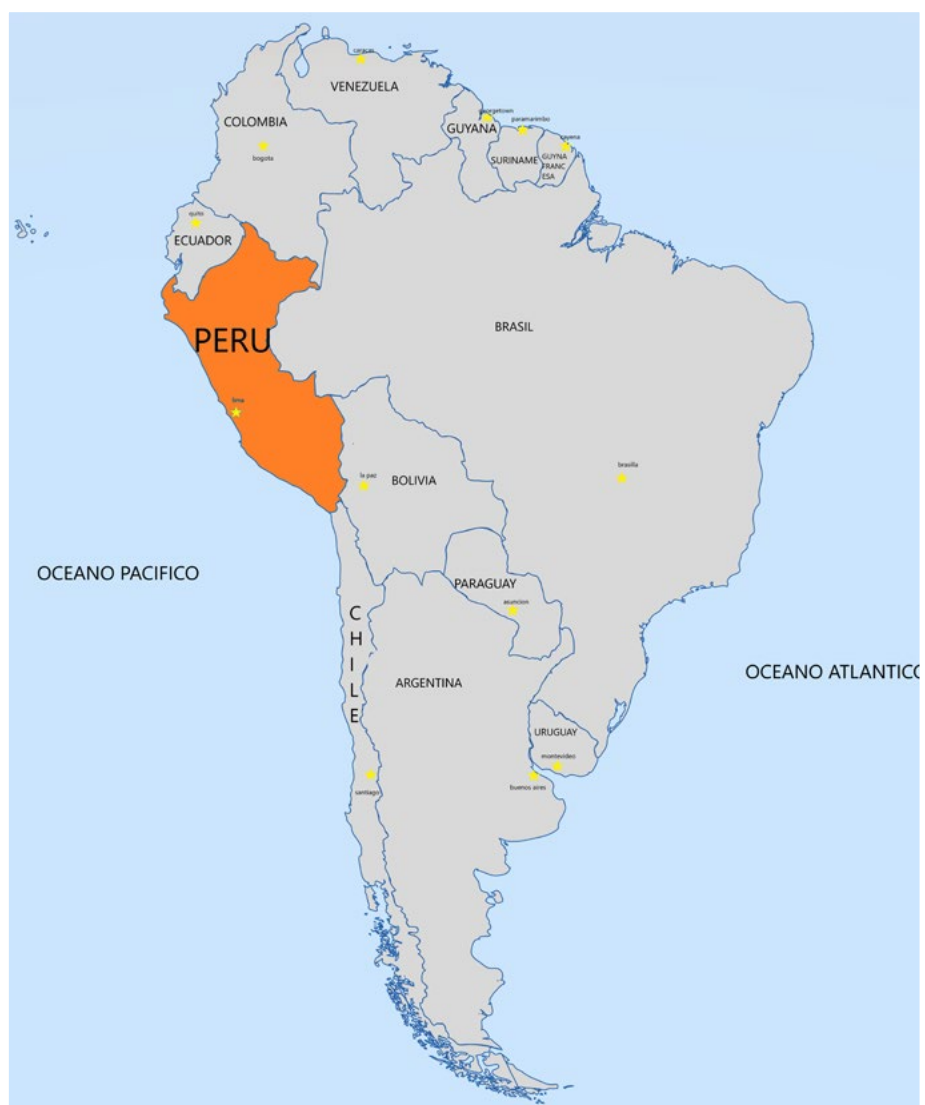 caracas
VENEZUELA
COLOMBIA
georgetown
GUYANA
paramarimbo
SURINAME
cayena
GUYNA
FRANC
ESA
bogota
quito
ECUADOR
PERU
BRASIL
lima
la paz
BOLIVIA
brasilia
OCEANO PACIFICO
PARAGUAY
asuncion
C
H
I
L
E
ARGENTINA
OCEANO ATLANTICO
URUGUAY
montevideo
buenos aires
santiago